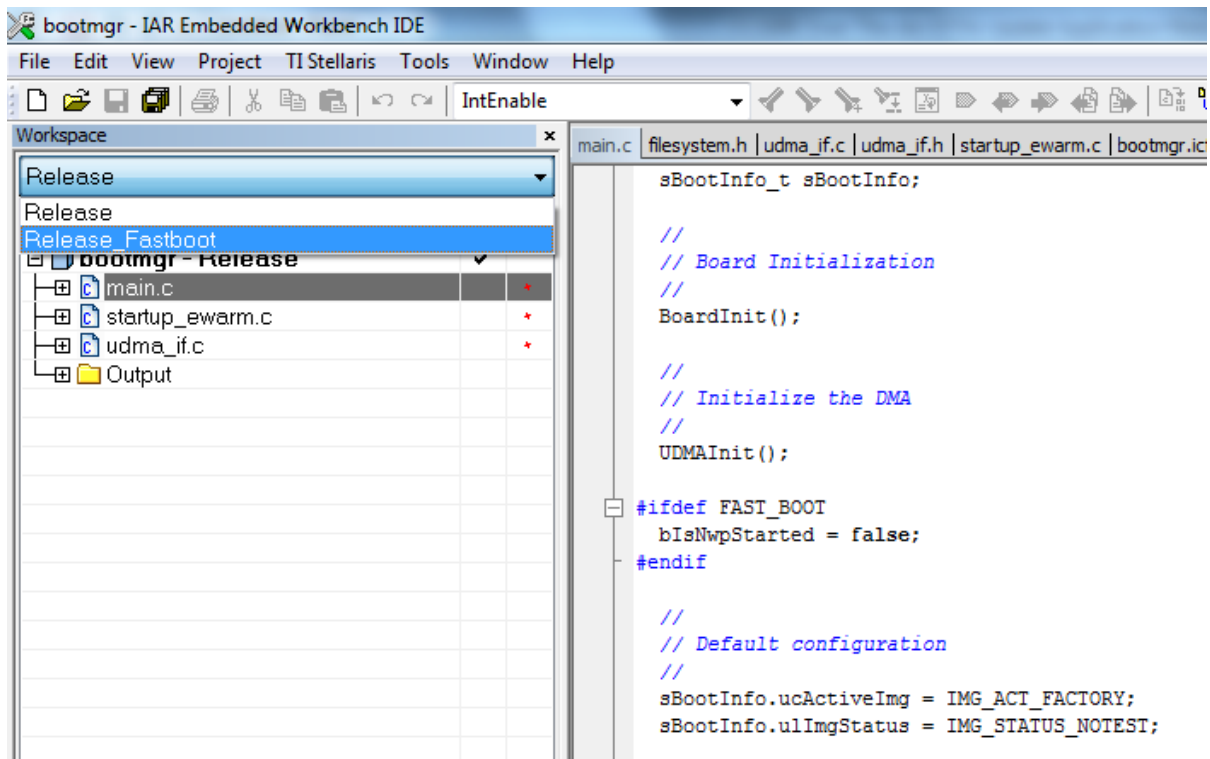 bootmgr - IAR Embedded Workbench IDE
File Edit View Project TI Stellaris Tools Window Help
IntEnable
Workspace
Release
Release
Release_Fastboot
bootmgr - Release
main.c
startup_ewarm.c
udma_if.c
Output
main.c filesystem.h udma_if.c udma_if.h startup_ewarm.c bootmgr.icf
sBootInfo_t sBootInfo;
//
// Board Initialization
//
BoardInit();
//
// Initialize the DMA
//
UDMAInit();
#ifdef FAST_BOOT
bIsNwpStarted = false;
#endif
//
// Default configuration
//
sBootInfo.ucActiveImg = IMG_ACT_FACTORY;
sBootInfo.ulImgStatus = IMG_STATUS_NOTEST;